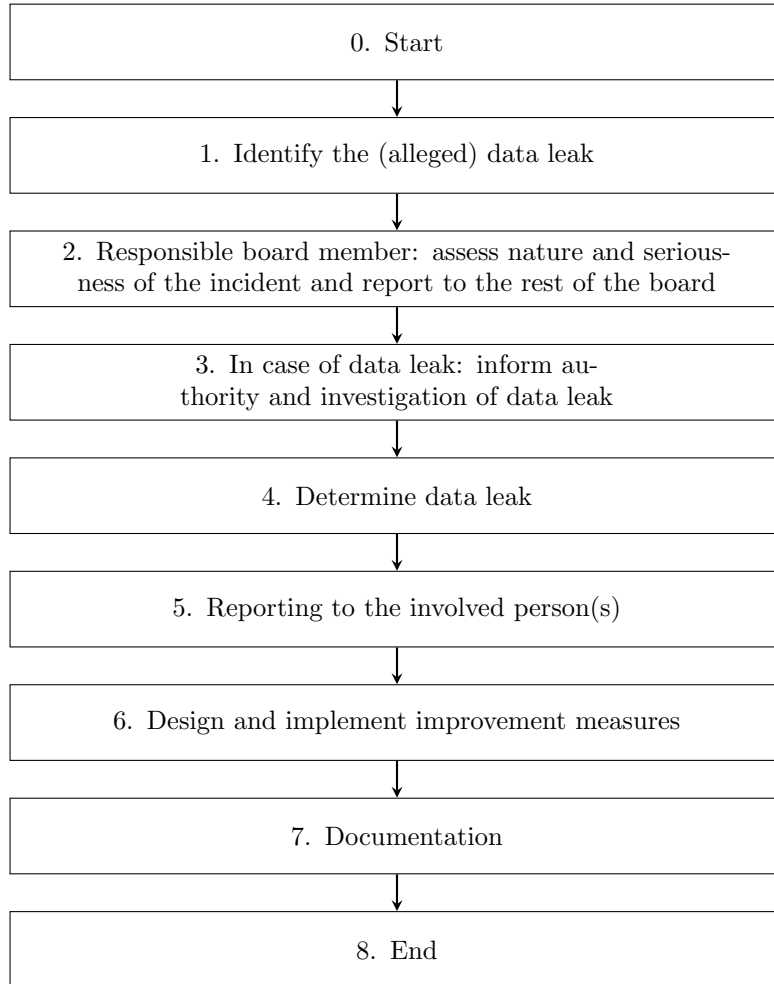 0. Start
1. Identify the (alleged) data leak
2. Responsible board member: assess nature and serious-
ness of the incident and report to the rest of the board
3. In case of data leak: inform au-
thority and investigation of data leak
4. Determine data leak
5. Reporting to the involved person(s)
6. Design and implement improvement measures
7. Documentation
8. End